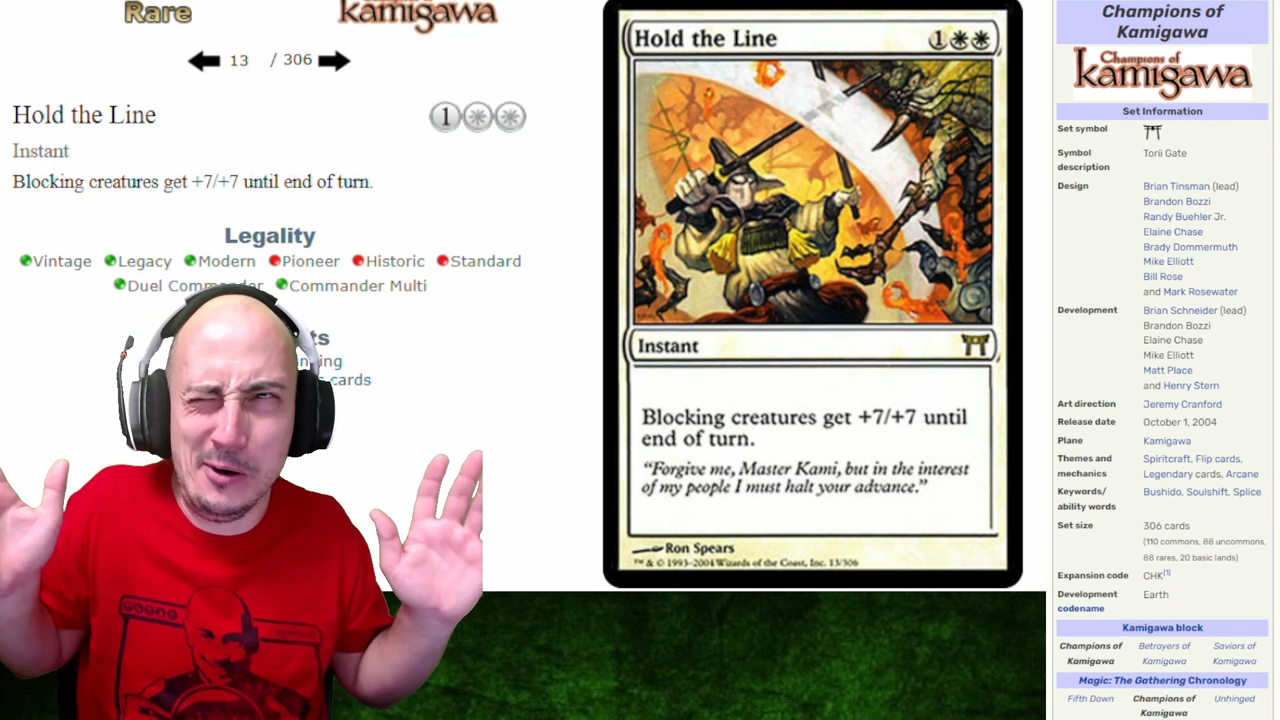 Rare
kamigawa
13 / 306
Hold the Line
Instant
Blocking creatures get +7/+7 until end of turn.
Legality
Vintage Legacy Modern Pioneer Historic Standard
Duel Commander Commander Multi
cards
Hold the Line 1
Instant
Blocking creatures get +7/+7 until
end of turn.
“Forgive me, Master Kami, but in the interest
of my people I must halt your advance.”
Ron Spears
™ & © 1993–2004 Wizards of the Coast, Inc. 13/306
Champions of
Kamigawa
Champions of
kamigawa
Set Information
Set symbol
Symbol description Torii Gate
Design Brian Tinsman (lead)
Brandon Bozzi
Randy Buehler Jr.
Elaine Chase
Brady Dommermuth
Mike Elliott
Bill Rose
and Mark Rosewater
Development Brian Schneider (lead)
Brandon Bozzi
Elaine Chase
Mike Elliott
Matt Place
and Henry Stern
Art direction Jeremy Cranford
Release date October 1, 2004
Plane Kamigawa
Themes and mechanics Spiritcraft, Flip cards,
Legendary cards, Arcane
Keywords/ ability words Bushido, Soulshift, Splice
Set size 306 cards
(110 commons, 88 uncommons,
88 rares, 20 basic lands)
Expansion code CHK[1]
Development codename Earth
Kamigawa block
Champions of Kamigawa Betrayers of Kamigawa Saviors of Kamigawa
Magic: The Gathering Chronology
Fifth Dawn Champions of Kamigawa Unhinged